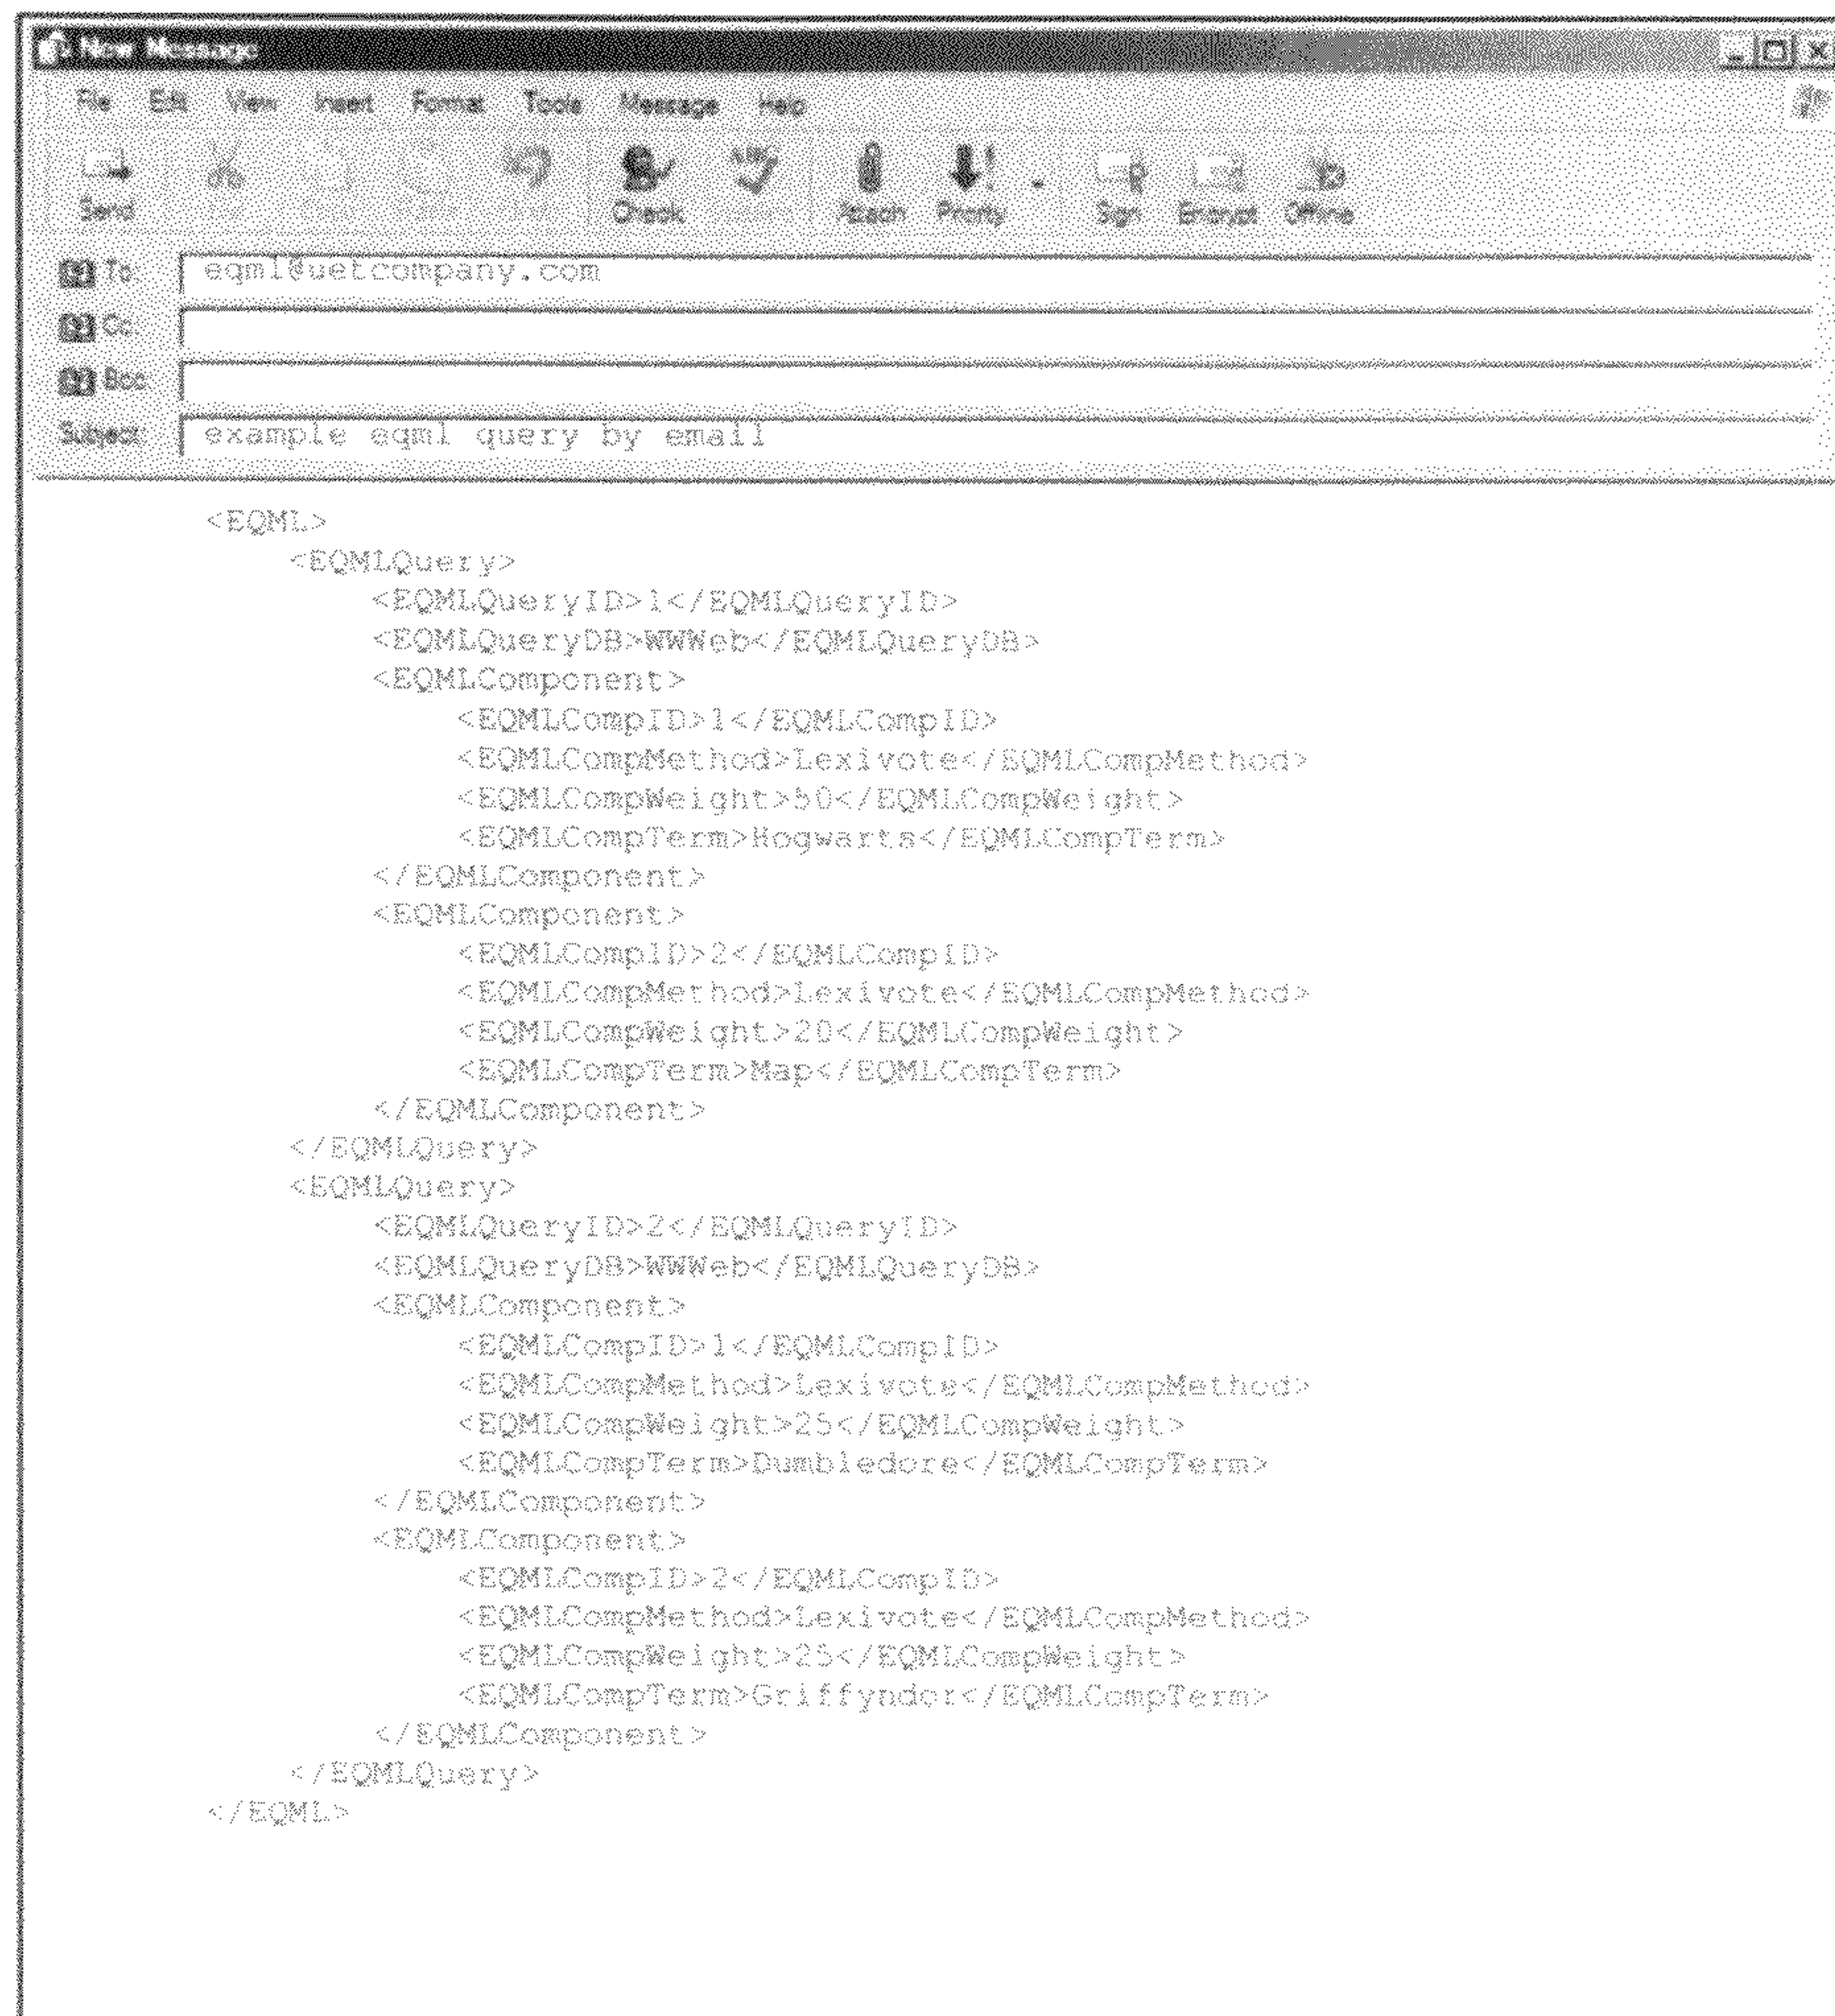 New Message
File Edit View Insert Format Tools Message Help
Send Check Attach Priority Sign Encrypt Offline
To: eqml@uetcompany.com
Cc:
Bcc:
Subject: example eqml query by email
<EQML>
<EQMLQuery>
<EQMLQueryID>1</EQMLQueryID>
<EQMLQueryDB>WWWeb</EQMLQueryDB>
<EQMLComponent>
<EQMLCompID>1</EQMLCompID>
<EQMLCompMethod>Lexivote</EQMLCompMethod>
<EQMLCompWeight>50</EQMLCompWeight>
<EQMLCompTerm>Hogwarts</EQMLCompTerm>
</EQMLComponent>
<EQMLComponent>
<EQMLCompID>2</EQMLCompID>
<EQMLCompMethod>Lexivote</EQMLCompMethod>
<EQMLCompWeight>20</EQMLCompWeight>
<EQMLCompTerm>Map</EQMLCompTerm>
</EQMLComponent>
</EQMLQuery>
<EQMLQuery>
<EQMLQueryID>2</EQMLQueryID>
<EQMLQueryDB>WWWeb</EQMLQueryDB>
<EQMLComponent>
<EQMLCompID>1</EQMLCompID>
<EQMLCompMethod>Lexivote</EQMLCompMethod>
<EQMLCompWeight>25</EQMLCompWeight>
<EQMLCompTerm>Dumbledore</EQMLCompTerm>
</EQMLComponent>
<EQMLComponent>
<EQMLCompID>2</EQMLCompID>
<EQMLCompMethod>Lexivote</EQMLCompMethod>
<EQMLCompWeight>25</EQMLCompWeight>
<EQMLCompTerm>Griffyndor</EQMLCompTerm>
</EQMLComponent>
</EQMLQuery>
</EQML>